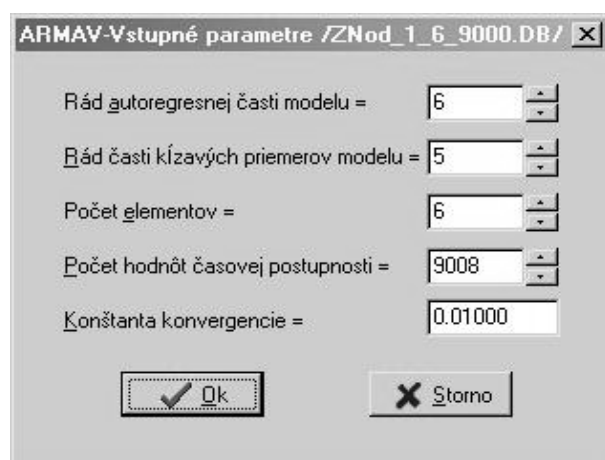 ARMAV-Vstupné parametre /ZNod_1_6_9000.DB/
Rád autoregresnej časti modelu = 6
Rád časti kĺzavých priemerov modelu = 5
Počet elementov = 6
Počet hodnôt časovej postupnosti = 9008
Konštanta konvergencie = 0.01000
Ok Storno